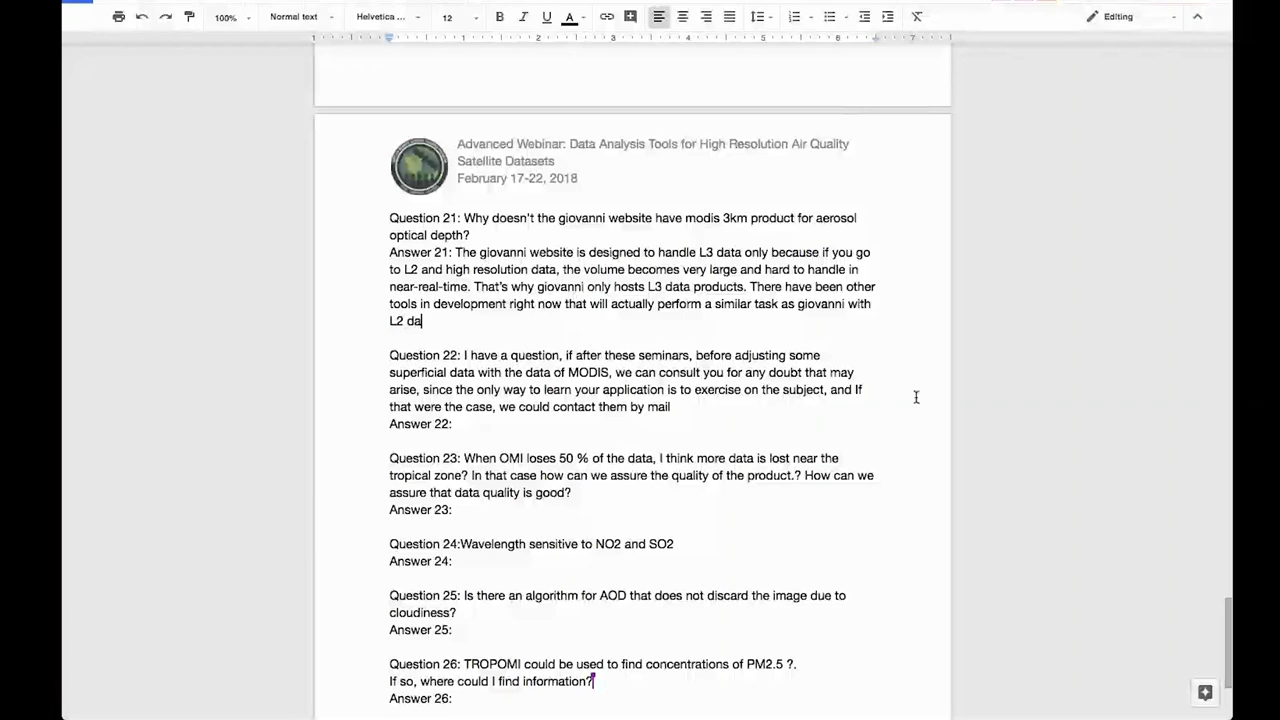 100% Normal text Helvetica ... 12 B I U A Editing
1 1 2 3 4 5 6 7
Advanced Webinar: Data Analysis Tools for High Resolution Air Quality
Satellite Datasets
February 17-22, 2018
Question 21: Why doesn't the giovanni website have modis 3km product for aerosol
optical depth?
Answer 21: The giovanni website is designed to handle L3 data only because if you go
to L2 and high resolution data, the volume becomes very large and hard to handle in
near-real-time. That's why giovanni only hosts L3 data products. There have been other
tools in development right now that will actually perform a similar task as giovanni with
L2 da
Question 22: I have a question, if after these seminars, before adjusting some
superficial data with the data of MODIS, we can consult you for any doubt that may
arise, since the only way to learn your application is to exercise on the subject, and If
that were the case, we could contact them by mail
Answer 22:
Question 23: When OMI loses 50 % of the data, I think more data is lost near the
tropical zone? In that case how can we assure the quality of the product.? How can we
assure that data quality is good?
Answer 23:
Question 24:Wavelength sensitive to NO2 and SO2
Answer 24:
Question 25: Is there an algorithm for AOD that does not discard the image due to
cloudiness?
Answer 25:
Question 26: TROPOMI could be used to find concentrations of PM2.5 ?.
If so, where could I find information?
Answer 26: